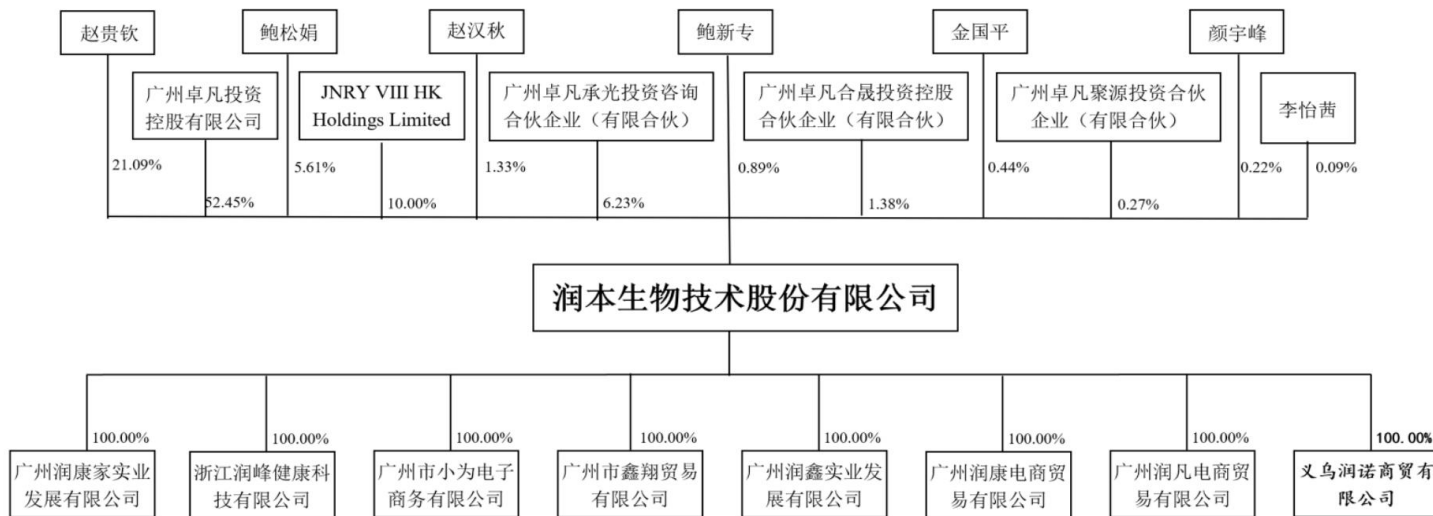 赵贵钦
鲍松娟
赵汉秋
鲍新专
金国平
颜宇峰
广州卓凡投资
控股有限公司
JNRY VIII HK
Holdings Limited
广州卓凡承光投资咨询
合伙企业（有限合伙）
广州卓凡合晟投资控股
合伙企业（有限合伙）
广州卓凡聚源投资合伙
企业（有限合伙）
李怡茜
21.09%
5.61%
1.33%
0.89%
0.44%
0.22%
0.09%
52.45%
10.00%
6.23%
1.38%
0.27%
润本生物技术股份有限公司
100.00%
100.00%
100.00%
100.00%
100.00%
100.00%
100.00%
100.00%
广州润康家实业
发展有限公司
浙江润峰健康科
技有限公司
广州市小为电子
商务有限公司
广州市鑫翔贸易
有限公司
广州润鑫实业发
展有限公司
广州润康电商贸
易有限公司
广州润凡电商贸
易有限公司
义乌润诺商贸有
限公司